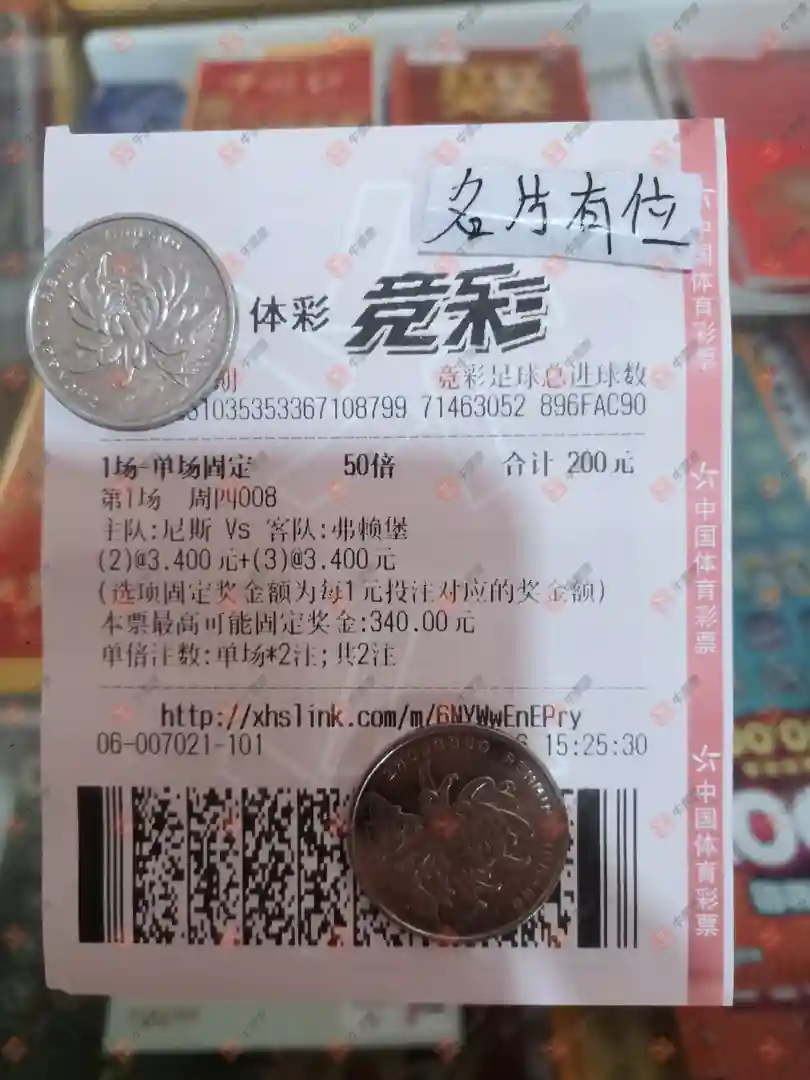 名片有位
体彩 竞彩
竞彩足球总进球数
31035353367108799 71463052 896FAC90
1场-单场固定 50倍 合计 200元
第1场 周四008
主队:尼斯 Vs 客队:弗赖堡
(2)@3.400元+(3)@3.400元
(选项固定奖金额为每1元投注对应的奖金额)
本票最高可能固定奖金:340.00元
单倍注数:单场*2注;共2注
http://xhslink.com/m/6NYWwEnEPry
06-007021-101 15:25:30
中国体育彩票
中国体育彩票
中国体育彩票